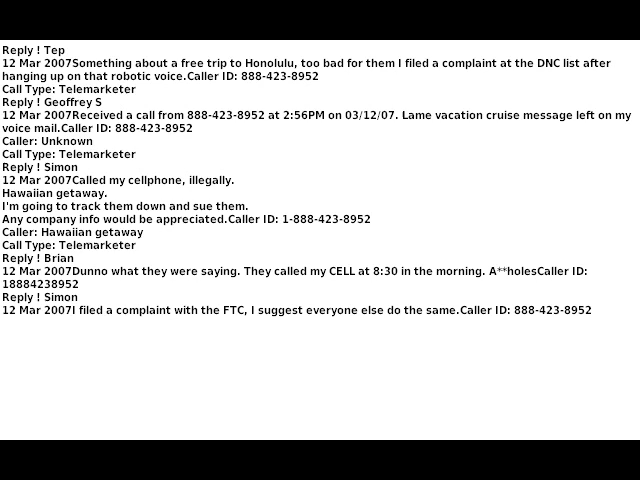 Reply ! Tep
12 Mar 2007Something about a free trip to Honolulu, too bad for them I filed a complaint at the DNC list after
hanging up on that robotic voice.Caller ID: 888-423-8952
Call Type: Telemarketer
Reply ! Geoffrey S
12 Mar 2007Received a call from 888-423-8952 at 2:56PM on 03/12/07. Lame vacation cruise message left on my
voice mail.Caller ID: 888-423-8952
Caller: Unknown
Call Type: Telemarketer
Reply ! Simon
12 Mar 2007Called my cellphone, illegally.
Hawaiian getaway.
I'm going to track them down and sue them.
Any company info would be appreciated.Caller ID: 1-888-423-8952
Caller: Hawaiian getaway
Call Type: Telemarketer
Reply ! Brian
12 Mar 2007Dunno what they were saying. They called my CELL at 8:30 in the morning. A**holesCaller ID:
18884238952
Reply ! Simon
12 Mar 2007I filed a complaint with the FTC, I suggest everyone else do the same.Caller ID: 888-423-8952